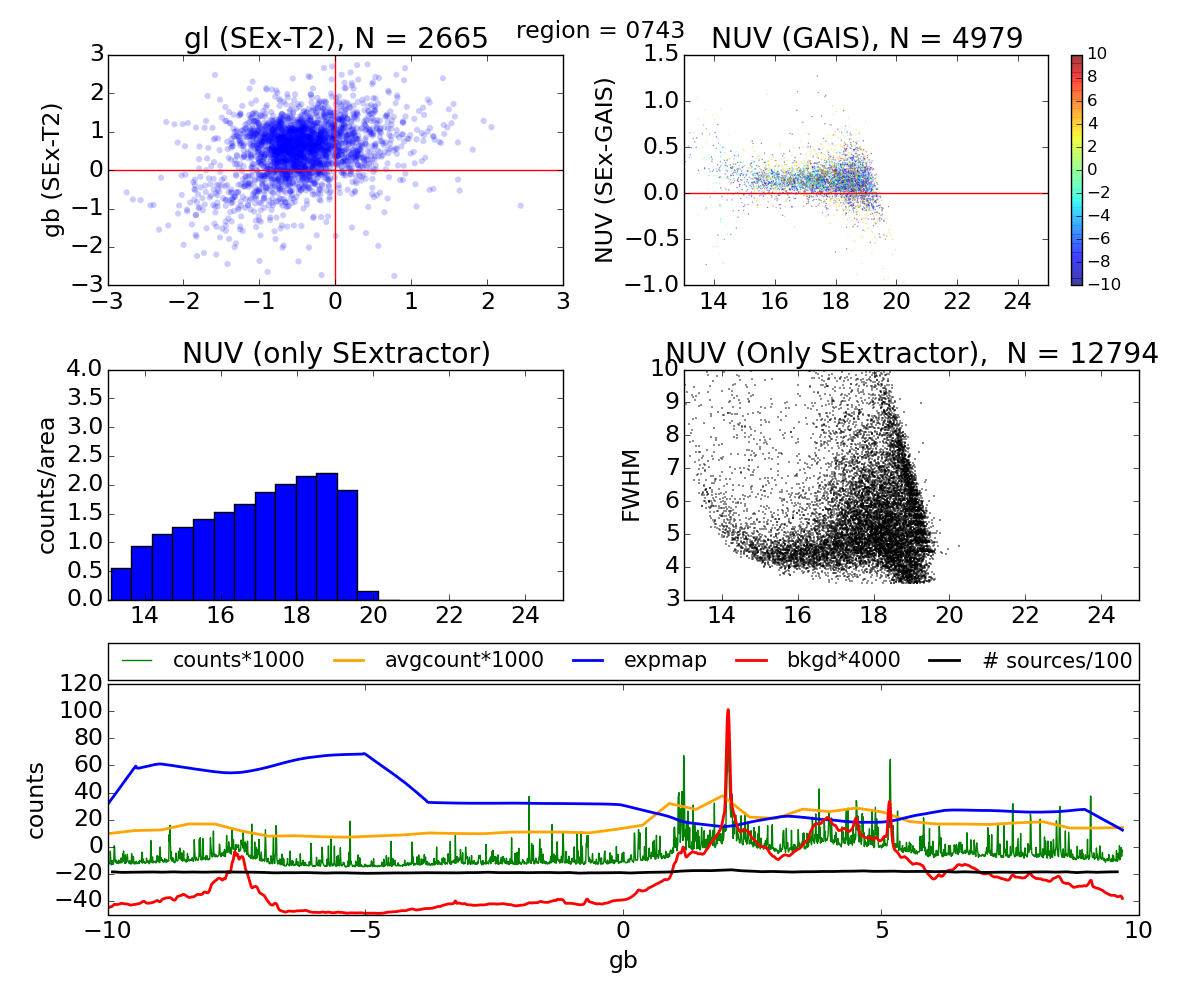 region = 0743
gl (SEx-T2), N = 2665
NUV (GAIS), N = 4979
3
2
1
0
−1
−2
−3
gb (SEx-T2)
−3 −2 −1 0 1 2 3
1.5
1.0
0.5
0.0
−0.5
−1.0
NUV (SEx-GAIS)
14 16 18 20 22 24
10
8
6
4
2
0
−2
−4
−6
−8
−10
NUV (only SExtractor)
4.0
3.5
3.0
2.5
2.0
1.5
1.0
0.5
0.0
counts/area
14 16 18 20 22 24
NUV (Only SExtractor),  N = 12794
10
9
8
7
6
5
4
3
FWHM
14 16 18 20 22 24
counts*1000 avgcount*1000 expmap bkgd*4000 # sources/100
120
100
80
60
40
20
0
−20
−40
counts
−10 −5 0 5 10
gb